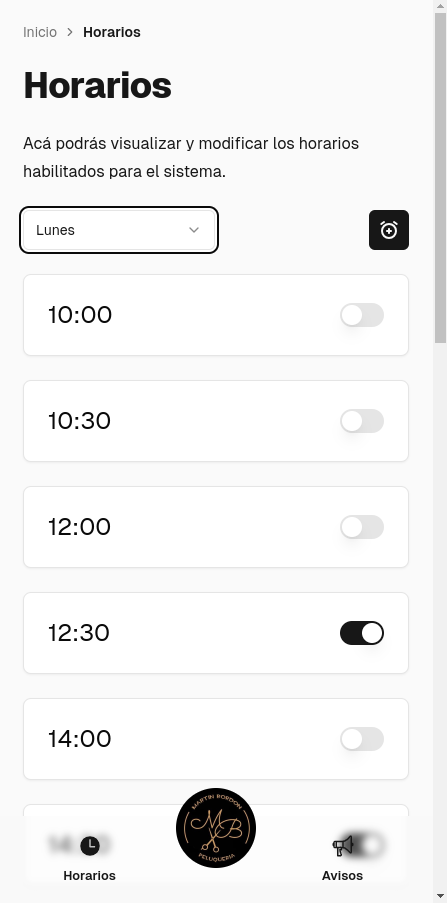 Inicio > Horarios
Horarios
Acá podrás visualizar y modificar los horarios
habilitados para el sistema.
Lunes
10:00
10:30
12:00
12:30
14:00
MARTIN BORDON
MB
PELUQUERIA
Horarios
Avisos